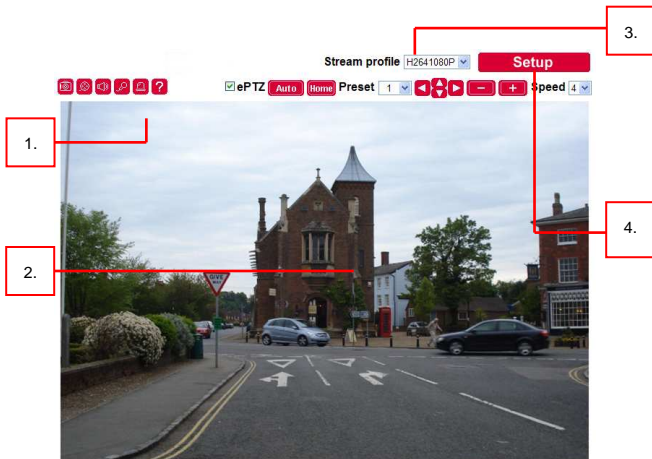 3.
Stream profile H2641080P Setup
? ePTZ Auto Home Preset 1 − + Speed 4
1.
4.
2.
GIVE WAY